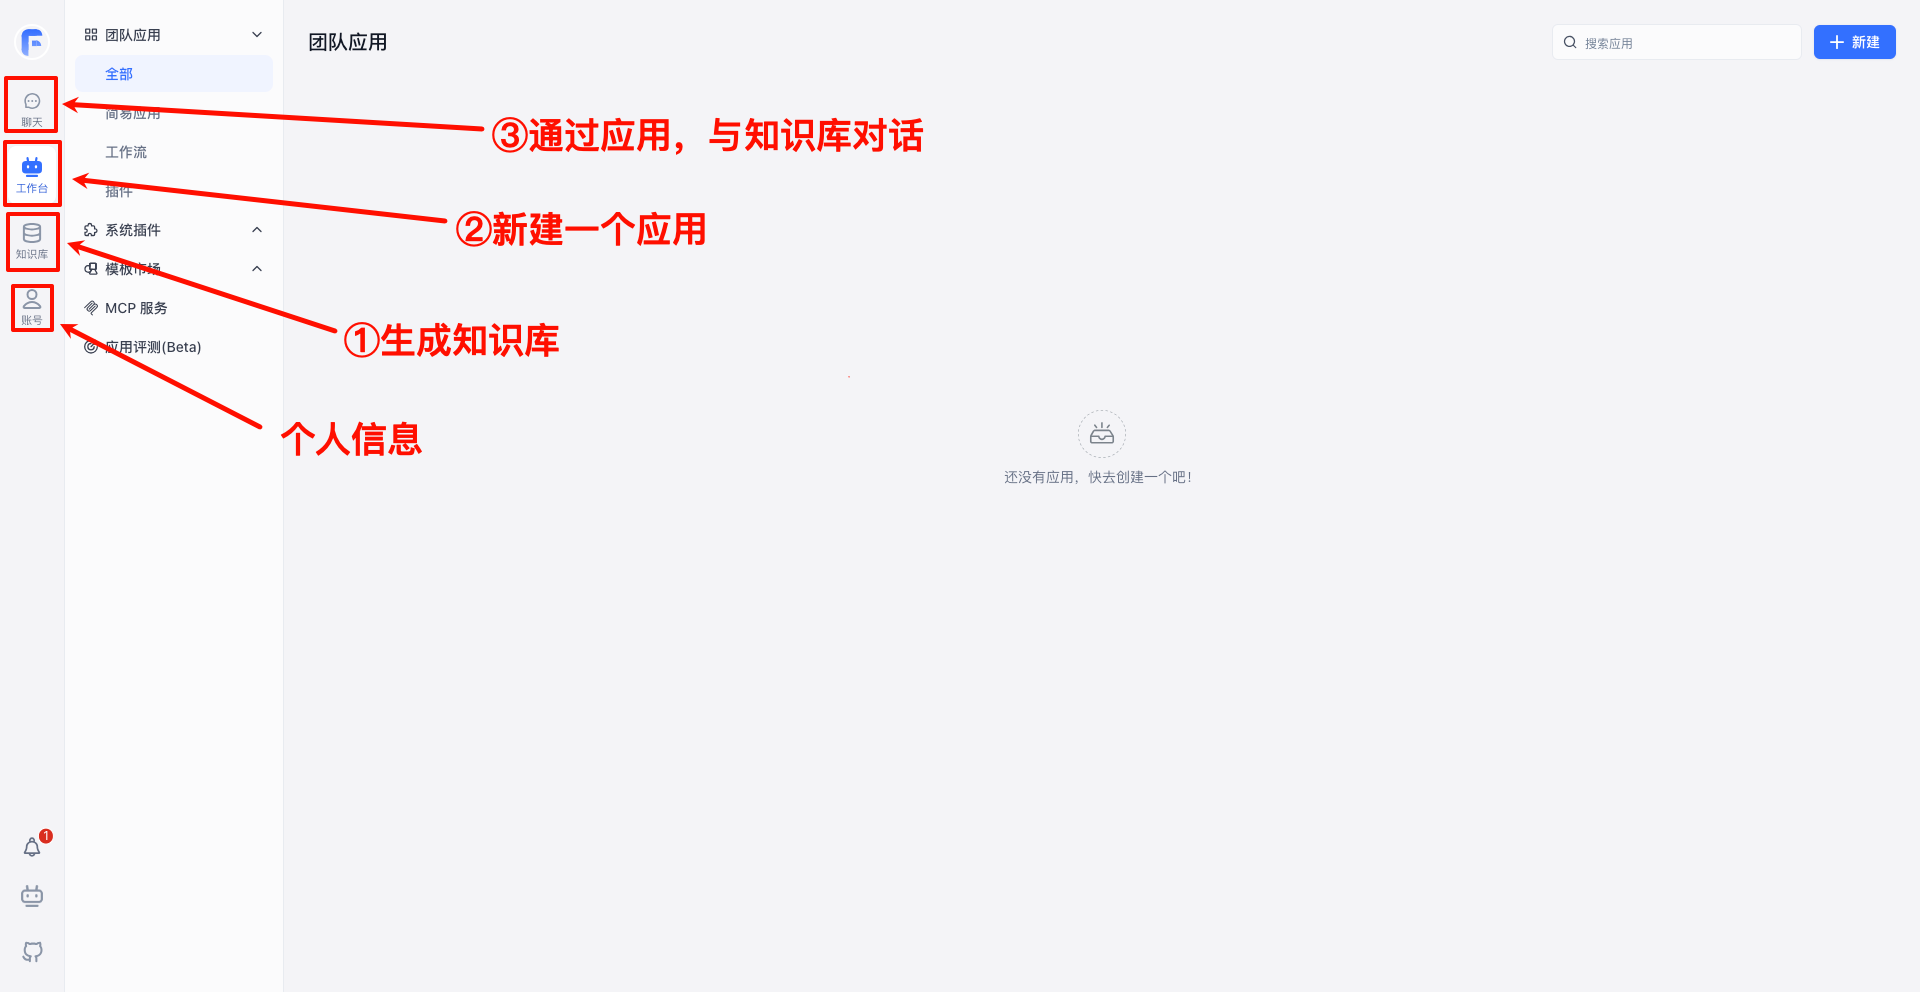 团队应用
全部
简易应用
工作流
插件
系统插件
模板市场
MCP 服务
应用评测(Beta)
聊天
工作台
知识库
账号
1
团队应用
搜索应用
新建
③通过应用，与知识库对话
②新建一个应用
①生成知识库
个人信息
还没有应用，快去创建一个吧！